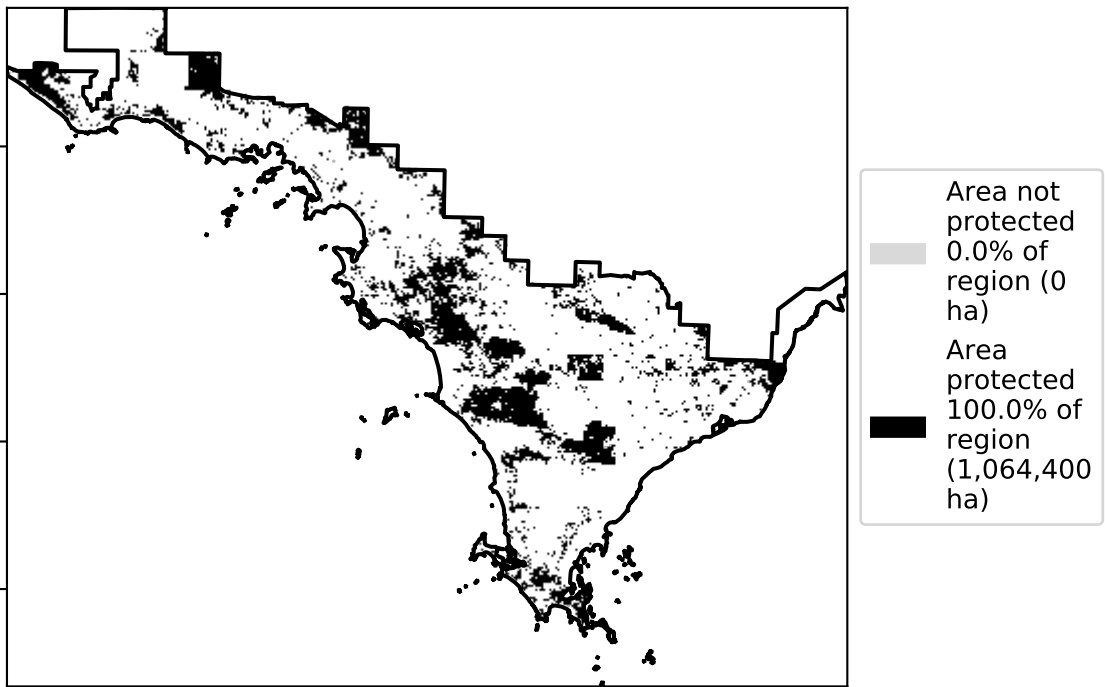 Area not
protected
0.0% of
region (0
ha)
Area
protected
100.0% of
region
(1,064,400
ha)